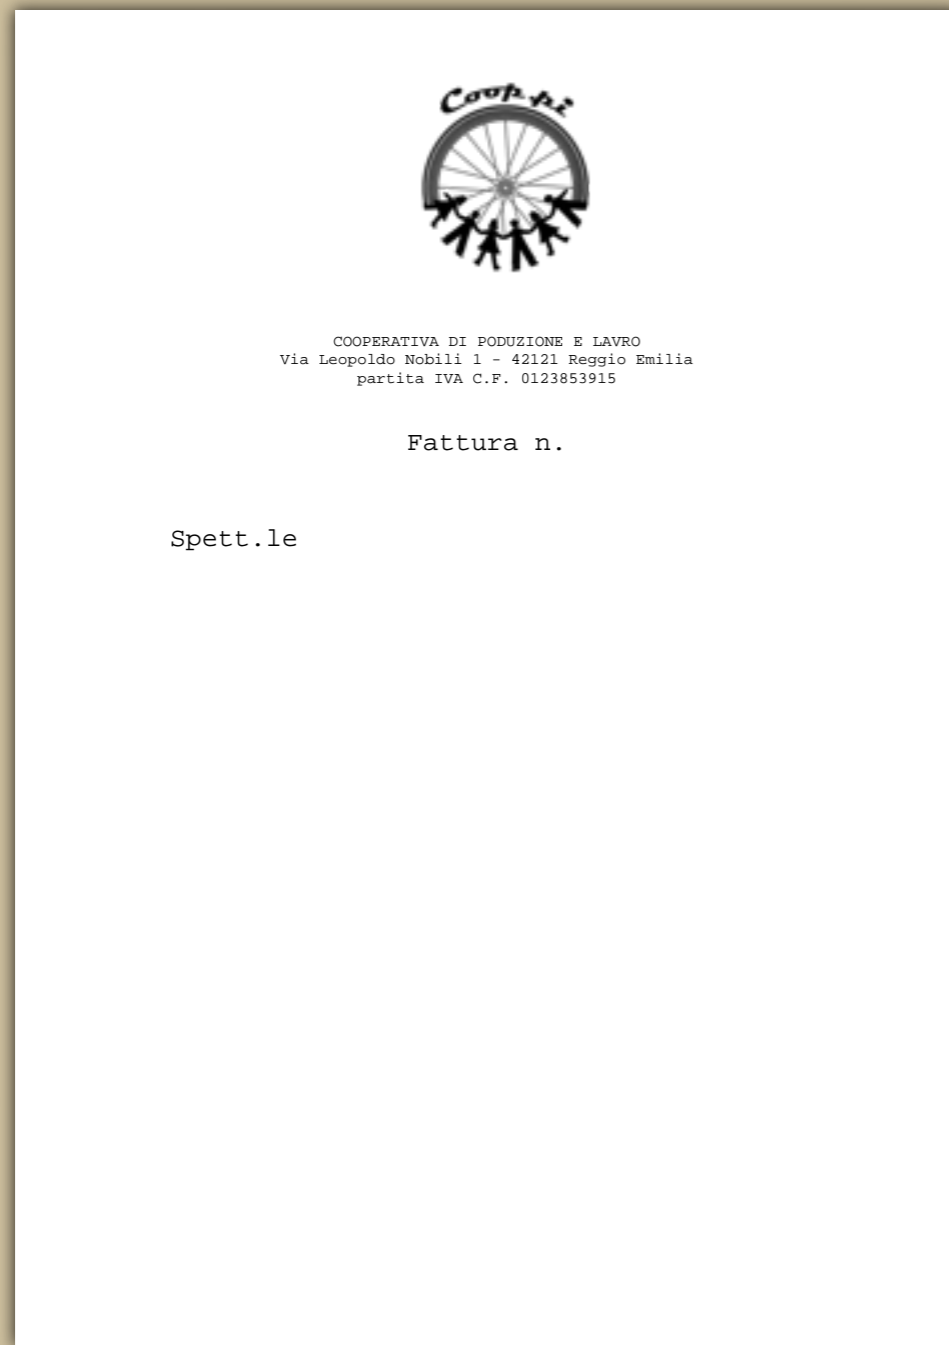 Coop.pi
COOPERATIVA DI PODUZIONE E LAVRO
Via Leopoldo Nobili 1 - 42121 Reggio Emilia
partita IVA C.F. 0123853915
Fattura n.
Spett.le